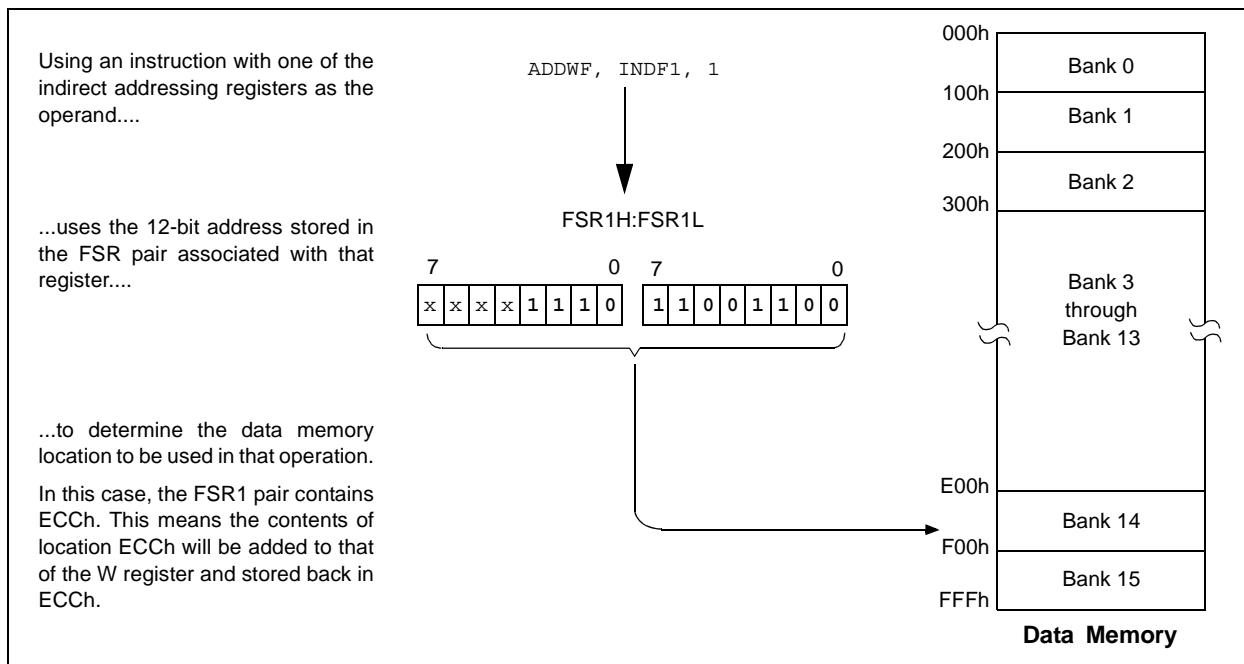 Using an instruction with one of the
indirect addressing registers as the
operand....
ADDWF, INDF1, 1
...uses the 12-bit address stored in
the FSR pair associated with that
register....
FSR1H:FSR1L
7 0 7 0
x x x x 1 1 1 0 1 1 0 0 1 1 0 0
...to determine the data memory
location to be used in that operation.
In this case, the FSR1 pair contains
ECCh. This means the contents of
location ECCh will be added to that
of the W register and stored back in
ECCh.
000h
Bank 0
100h
Bank 1
200h
Bank 2
300h
Bank 3
through
Bank 13
E00h
Bank 14
F00h
Bank 15
FFFh
Data Memory